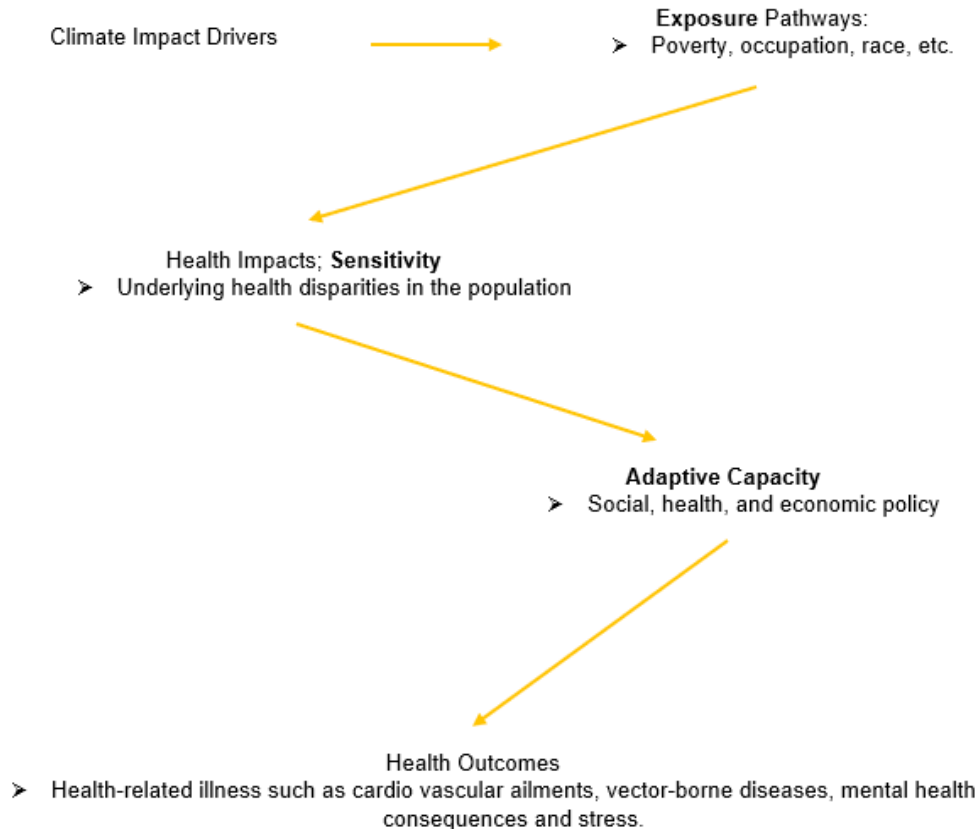 Climate Impact Drivers
Exposure Pathways:
➤ Poverty, occupation, race, etc.
Health Impacts; Sensitivity
➤ Underlying health disparities in the population
Adaptive Capacity
➤ Social, health, and economic policy
Health Outcomes
➤ Health-related illness such as cardio vascular ailments, vector-borne diseases, mental health
consequences and stress.